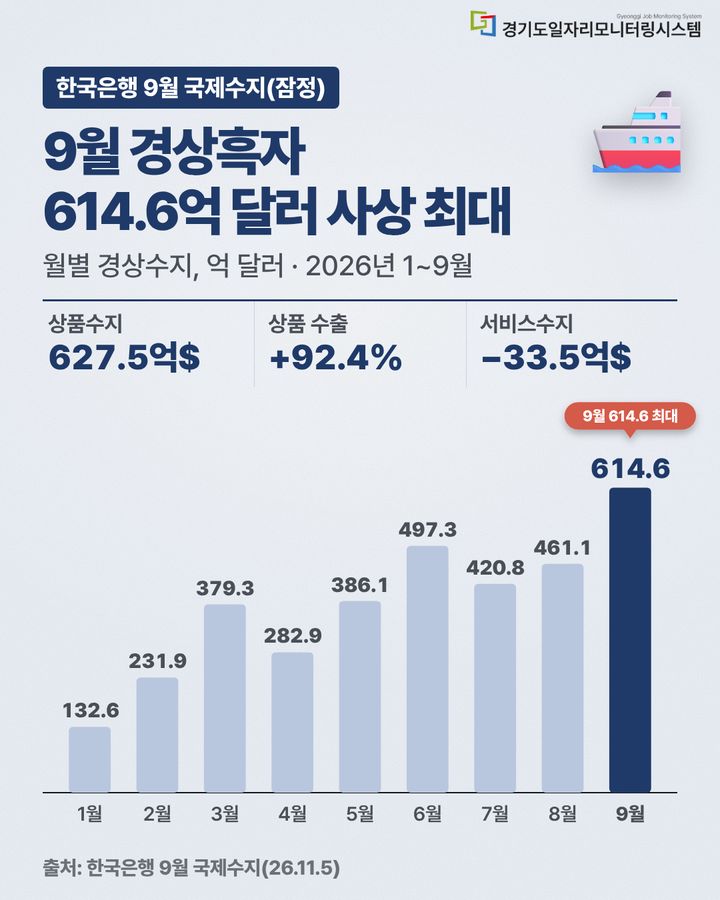 Gyeonggi Job Monitoring System
경기도일자리모니터링시스템
한국은행 9월 국제수지(잠정)
9월 경상흑자
614.6억 달러 사상 최대
월별 경상수지, 억 달러 · 2026년 1~9월
상품수지 상품 수출 서비스수지
627.5억$ +92.4% −33.5억$
9월 614.6 최대
614.6
497.3
461.1
420.8
386.1
379.3
282.9
231.9
132.6
1월 2월 3월 4월 5월 6월 7월 8월 9월
출처: 한국은행 9월 국제수지(26.11.5)